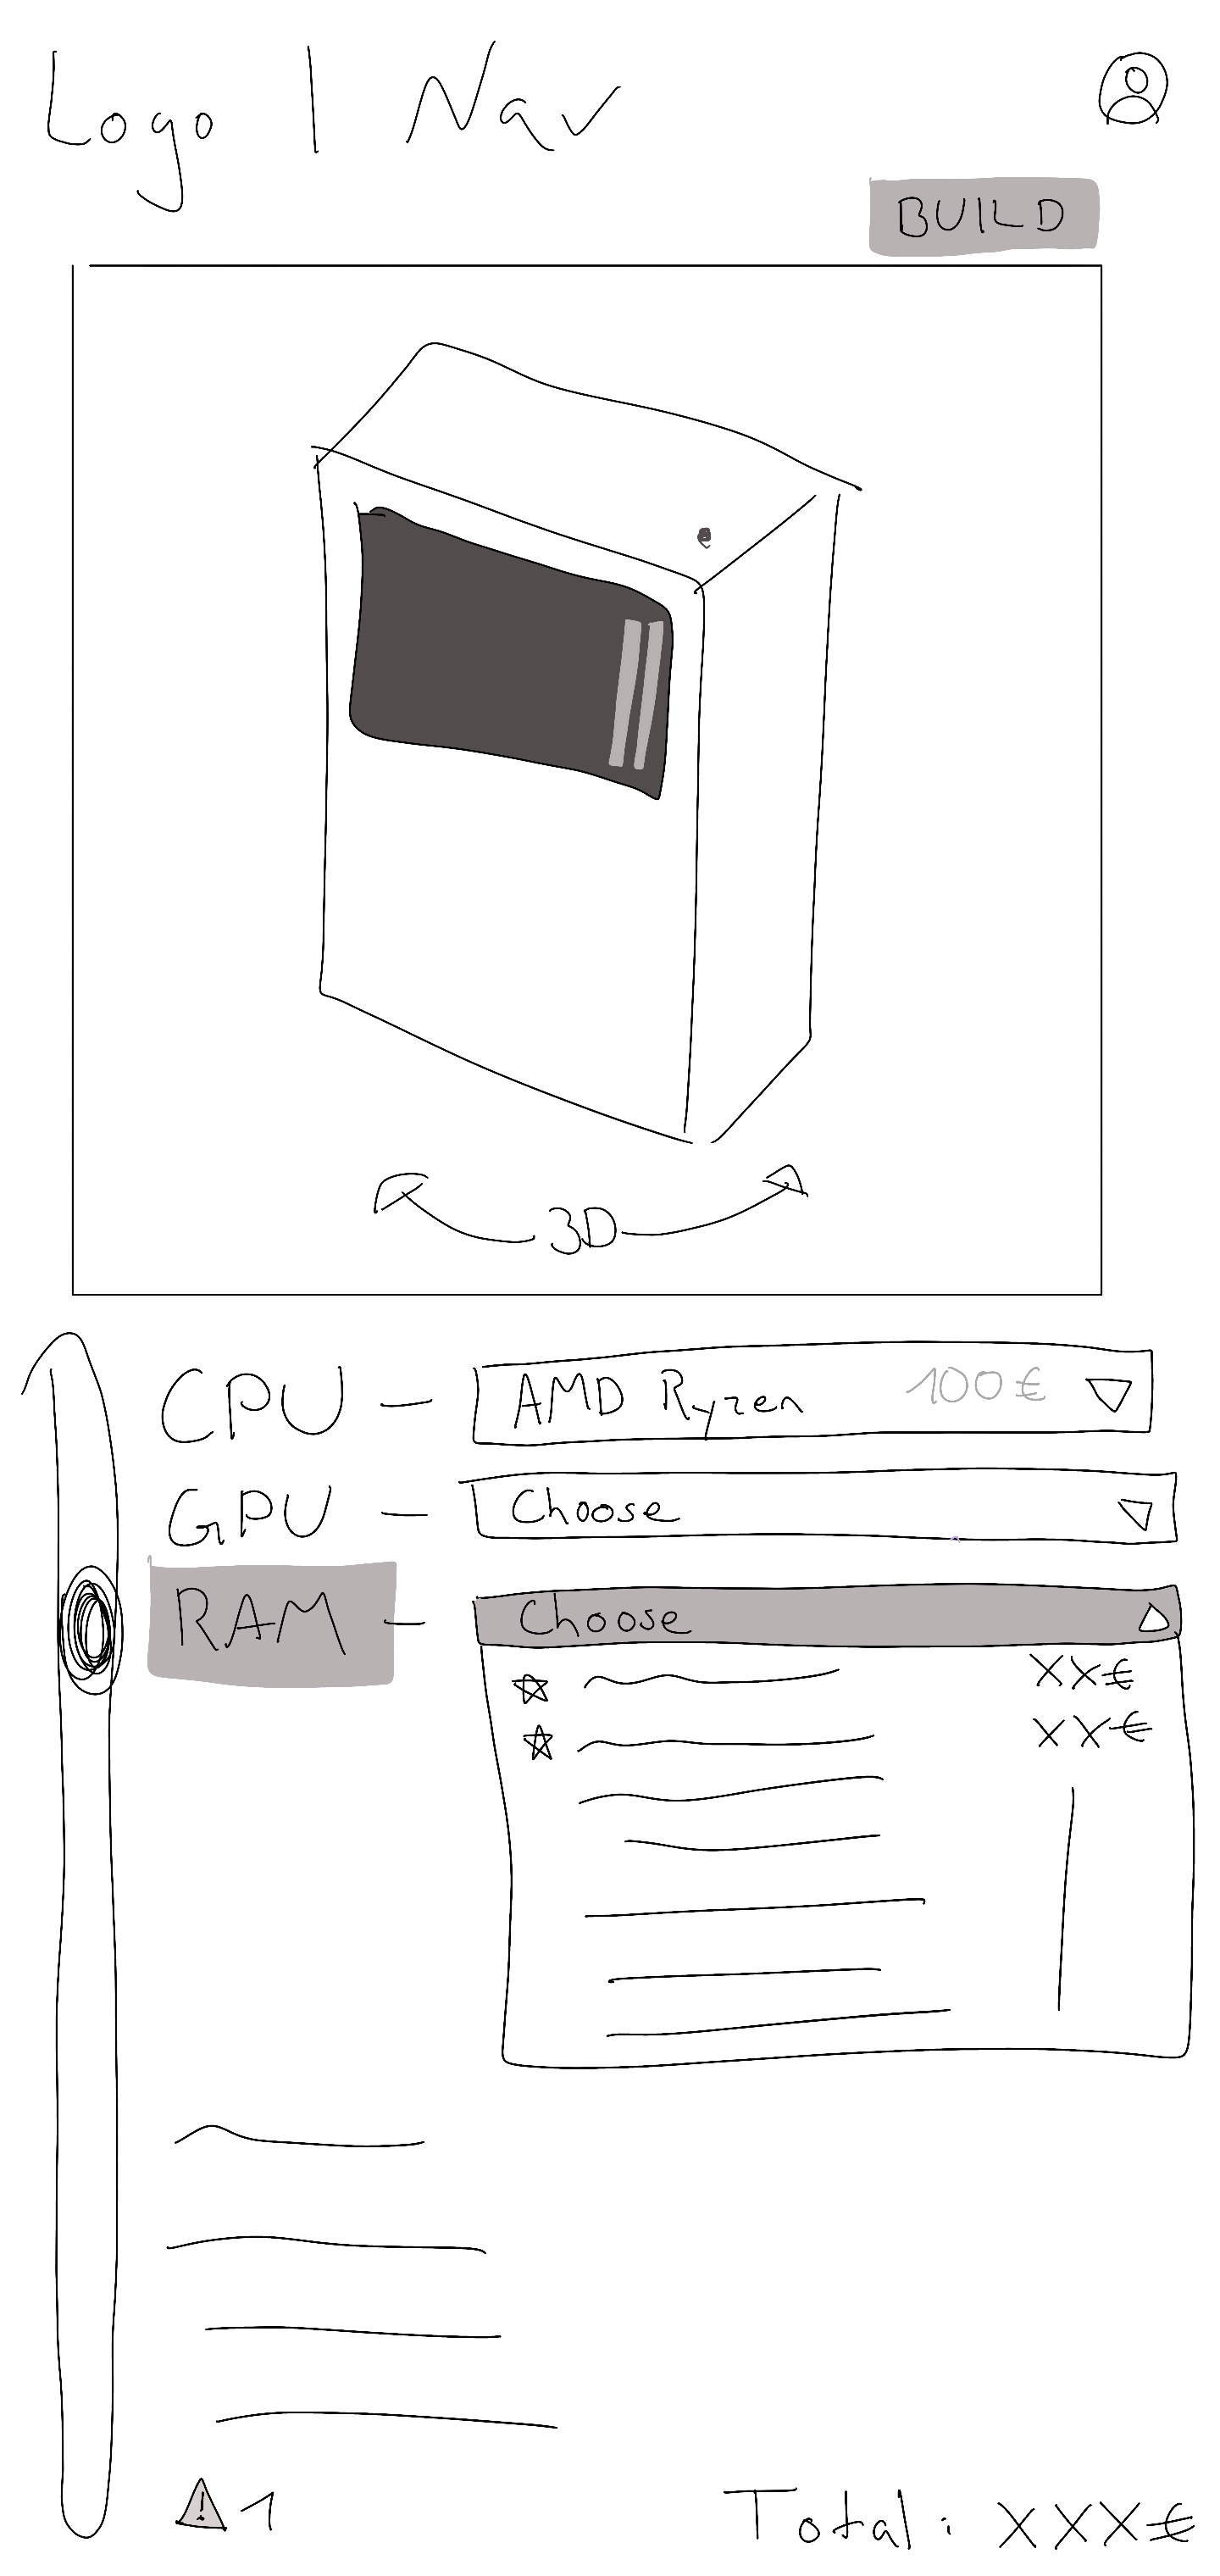 Logo | Nav
BUILD
3D
CPU - AMD Ryzen 100€
GPU - Choose
RAM - Choose
XX€
XX€
! 1
Total: XXX€